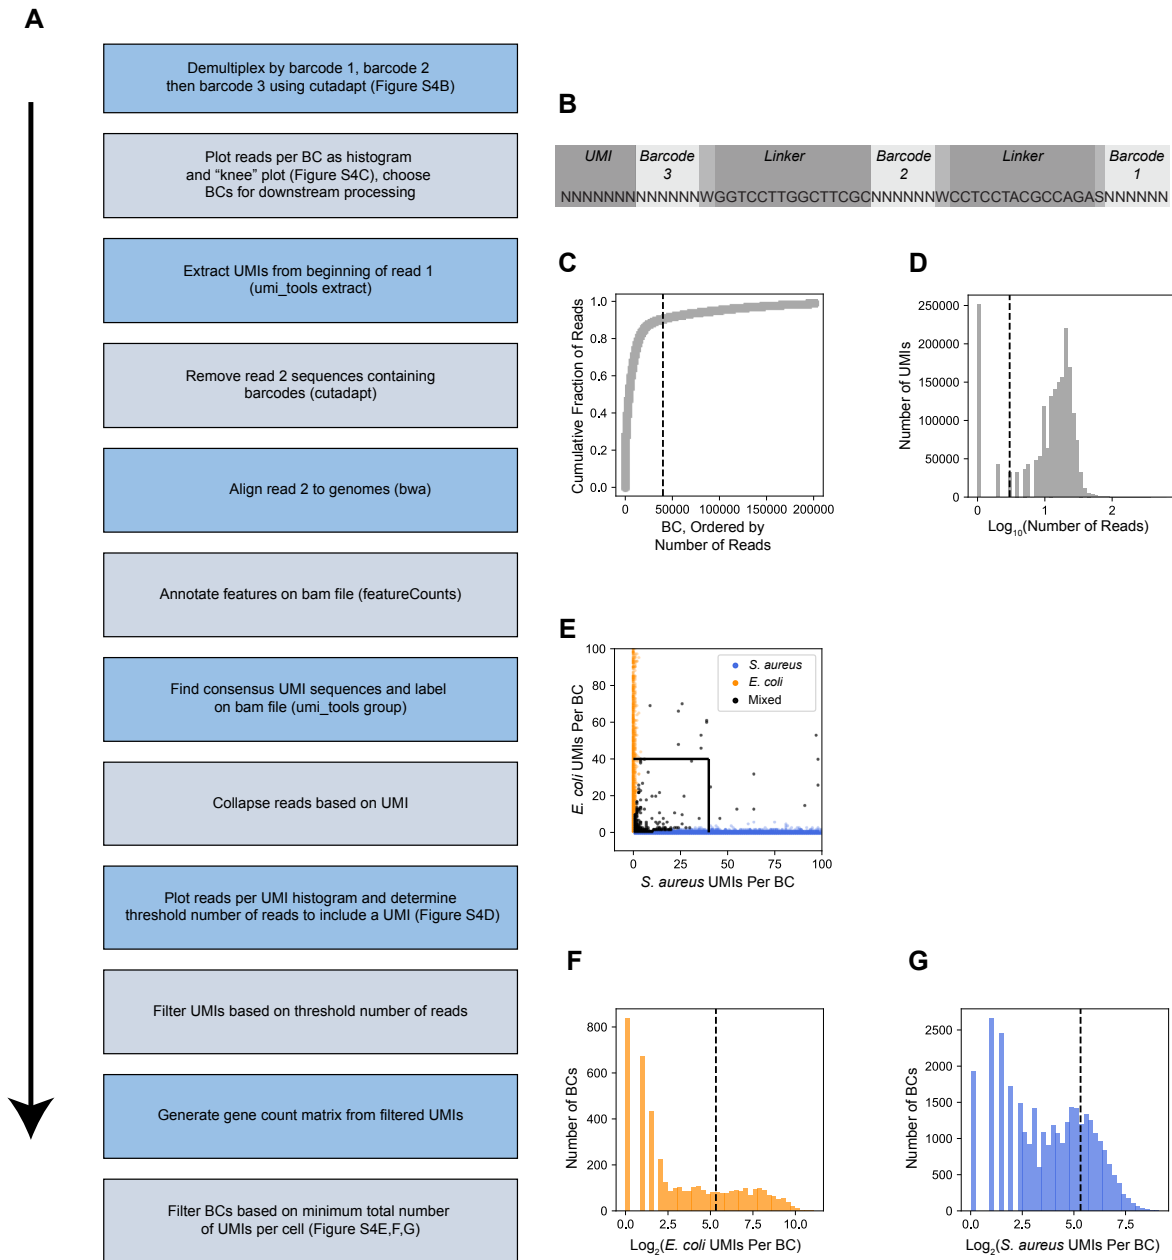 A
Demultiplex by barcode 1, barcode 2
then barcode 3 using cutadapt (Figure S4B)
Plot reads per BC as histogram
and “knee” plot (Figure S4C), choose
BCs for downstream processing
Extract UMIs from beginning of read 1
(umi_tools extract)
Remove read 2 sequences containing
barcodes (cutadapt)
Align read 2 to genomes (bwa)
Annotate features on bam file (featureCounts)
Find consensus UMI sequences and label
on bam file (umi_tools group)
Collapse reads based on UMI
Plot reads per UMI histogram and determine
threshold number of reads to include a UMI (Figure S4D)
Filter UMIs based on threshold number of reads
Generate gene count matrix from filtered UMIs
Filter BCs based on minimum total number
of UMIs per cell (Figure S4E,F,G)
B
UMI Barcode 3 Linker Barcode 2 Linker Barcode 1
NNNNNNNNNNNNNWGGTCCTTGGCTTCGCNNNNNNWCCTCCTACGCCAGASNNNNNN
C
Cumulative Fraction of Reads
1.0
0.8
0.6
0.4
0.2
0.0
0 50000 100000 150000 200000
BC, Ordered by
Number of Reads
D
Number of UMIs
250000
200000
150000
100000
50000
0
0 1 2
Log10(Number of Reads)
E
E. coli UMIs Per BC
100
80
60
40
20
0
S. aureus
E. coli
Mixed
0 25 50 75 100
S. aureus UMIs Per BC
F
Number of BCs
800
600
400
200
0
0.0 2.5 5.0 7.5 10.0
Log2(E. coli UMIs Per BC)
G
Number of BCs
2500
2000
1500
1000
500
0
0.0 2.5 5.0 7.5
Log2(S. aureus UMIs Per BC)